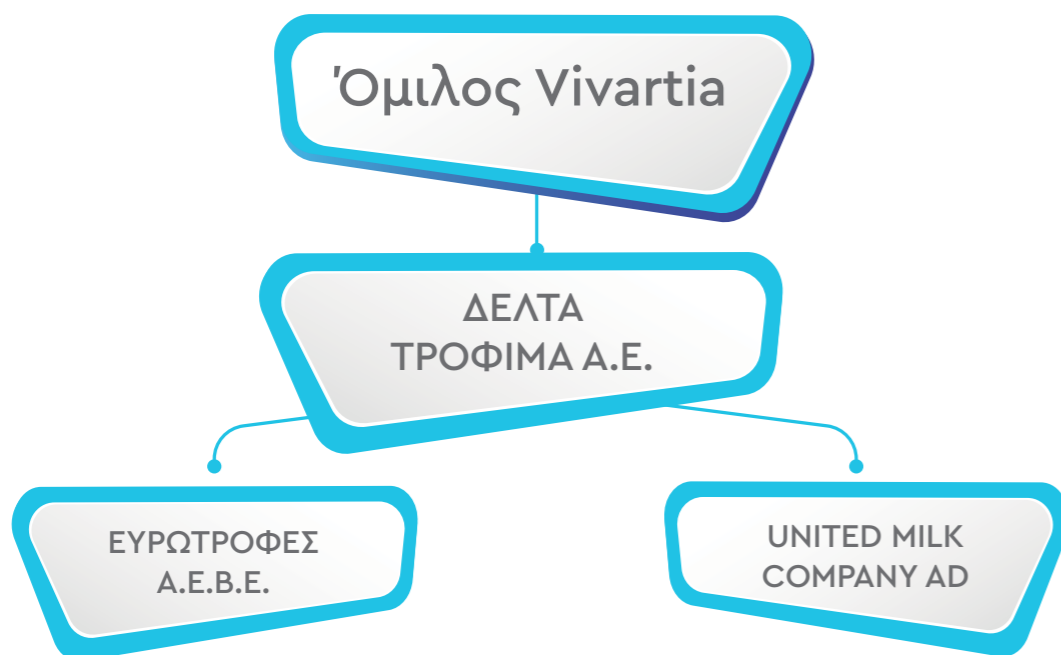 Όμιλος Vivartia
ΔΕΛΤΑ
ΤΡΟΦΙΜΑ Α.Ε.
ΕΥΡΩΤΡΟΦΕΣ
Α.Ε.Β.Ε.
UNITED MILK
COMPANY AD